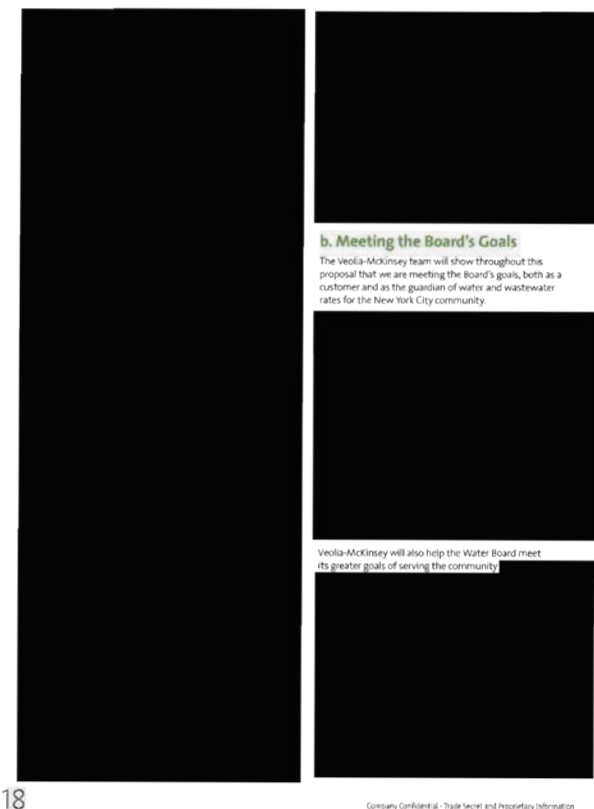 b. Meeting the Board's Goals
The Veolia-McKinsey team will show throughout this
proposal that we are meeting the Board's goals, both as a
customer and as the guardian of water and wastewater
rates for the New York City community.
Veolia-McKinsey will also help the Water Board meet
its greater goals of serving the community
18
Company Confidential - Trade Secret and Proprietary Information